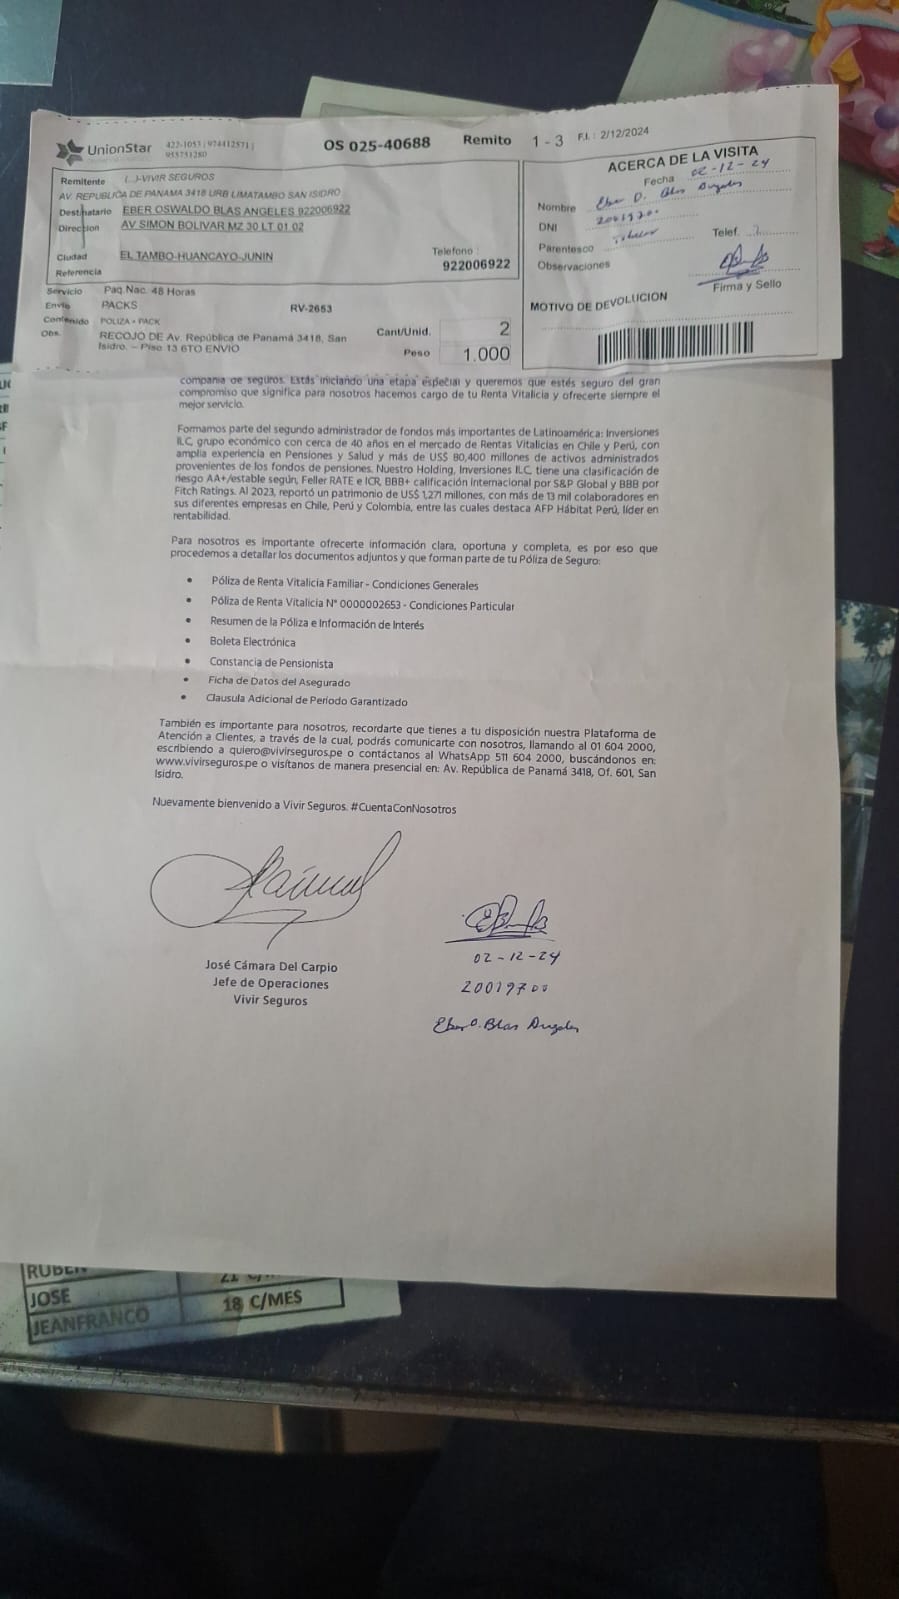 UnionStar
422-1053 | 974412571 |
955751280
OS 025-40688
Remito
1 - 3
F.I. : 2/12/2024
Remitente (...)-VIVIR SEGUROS
AV. REPUBLICA DE PANAMA 3418 URB LIMATAMBO SAN ISIDRO
Destinatario EBER OSWALDO BLAS ANGELES 922006922
Direccion AV SIMON BOLIVAR MZ 30 LT 01 02
Ciudad EL TAMBO-HUANCAYO-JUNIN
Referencia
Telefono :
922006922
Servicio Paq.Nac. 48 Horas
Envio PACKS
RV-2653
Contenido POLIZA + PACK
Obs. RECOJO DE Av. República de Panamá 3418, San
Isidro. – Piso 13 6TO ENVIO
Cant/Unid. 2
Peso 1.000
ACERCA DE LA VISITA
Fecha 02-12-24
Nombre Eber O. Blas Angeles
DNI
Parentesco
Telef.
Observaciones
Firma y Sello
MOTIVO DE DEVOLUCION
compañía de seguros. Estás iniciando una etapa especial y queremos que estés seguro del gran
compromiso que significa para nosotros hacernos cargo de tu Renta Vitalicia y ofrecerte siempre el
mejor servicio.
Formamos parte del segundo administrador de fondos más importantes de Latinoamérica: Inversiones
ILC, grupo económico con cerca de 40 años en el mercado de Rentas Vitalicias en Chile y Perú, con
amplia experiencia en Pensiones y Salud y más de US$ 80,400 millones de activos administrados
provenientes de los fondos de pensiones. Nuestro Holding, Inversiones ILC, tiene una clasificación de
riesgo AA+/estable según, Feller RATE e ICR, BBB+ calificación internacional por S&P Global y BBB por
Fitch Ratings. Al 2023, reportó un patrimonio de US$ 1,271 millones, con más de 13 mil colaboradores en
sus diferentes empresas en Chile, Perú y Colombia, entre las cuales destaca AFP Hábitat Perú, líder en
rentabilidad.
Para nosotros es importante ofrecerte información clara, oportuna y completa, es por eso que
procedemos a detallar los documentos adjuntos y que forman parte de tu Póliza de Seguro:
• Póliza de Renta Vitalicia Familiar - Condiciones Generales
• Póliza de Renta Vitalicia N° 0000002653 - Condiciones Particular
• Resumen de la Póliza e Información de Interés
• Boleta Electrónica
• Constancia de Pensionista
• Ficha de Datos del Asegurado
• Clausula Adicional de Periodo Garantizado
También es importante para nosotros, recordarte que tienes a tu disposición nuestra Plataforma de
Atención a Clientes, a través de la cual, podrás comunicarte con nosotros, llamando al 01 604 2000,
escribiendo a quiero@vivirseguros.pe o contáctanos al WhatsApp 511 604 2000, buscándonos en:
www.vivirseguros.pe o visítanos de manera presencial en: Av. República de Panamá 3418, Of. 601, San
Isidro.
Nuevamente bienvenido a Vivir Seguros. #CuentaConNosotros
José Cámara Del Carpio
Jefe de Operaciones
Vivir Seguros
02-12-24
20019700
Eber O. Blas Angeles
RUBEN
JOSE
JEANFRANCO 18 C/MES